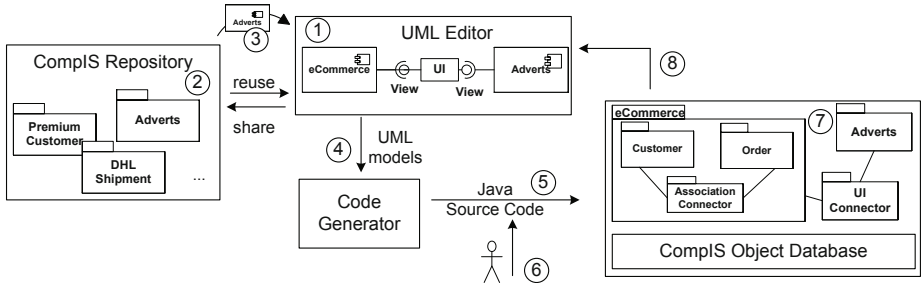 Adverts
3
1
UML Editor
eCommerce
UI
Adverts
View
View
CompIS Repository
2
Premium
Customer
Adverts
DHL
Shipment
...
reuse
share
4
UML
models
Code
Generator
Java
Source Code
5
6
8
eCommerce
7
Customer
Order
Association
Connector
Adverts
UI
Connector
CompIS Object Database